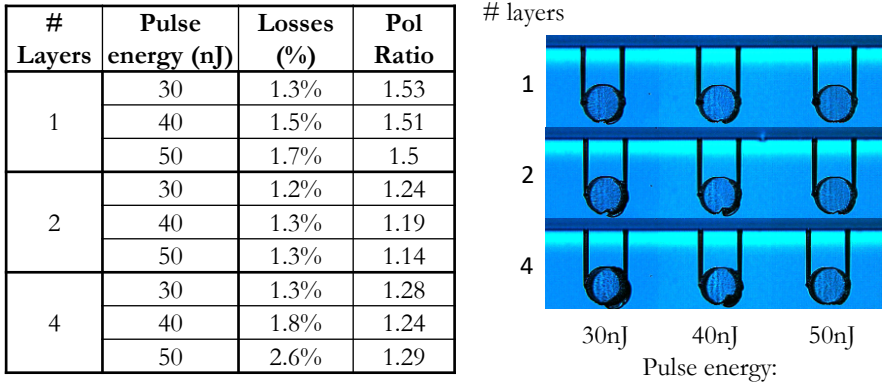 # Layers Pulse energy (nJ) Losses (%) Pol Ratio
1 30 1.3% 1.53
40 1.5% 1.51
50 1.7% 1.5
2 30 1.2% 1.24
40 1.3% 1.19
50 1.3% 1.14
4 30 1.3% 1.28
40 1.8% 1.24
50 2.6% 1.29
# layers
1
2
4
30nJ 40nJ 50nJ
Pulse energy: